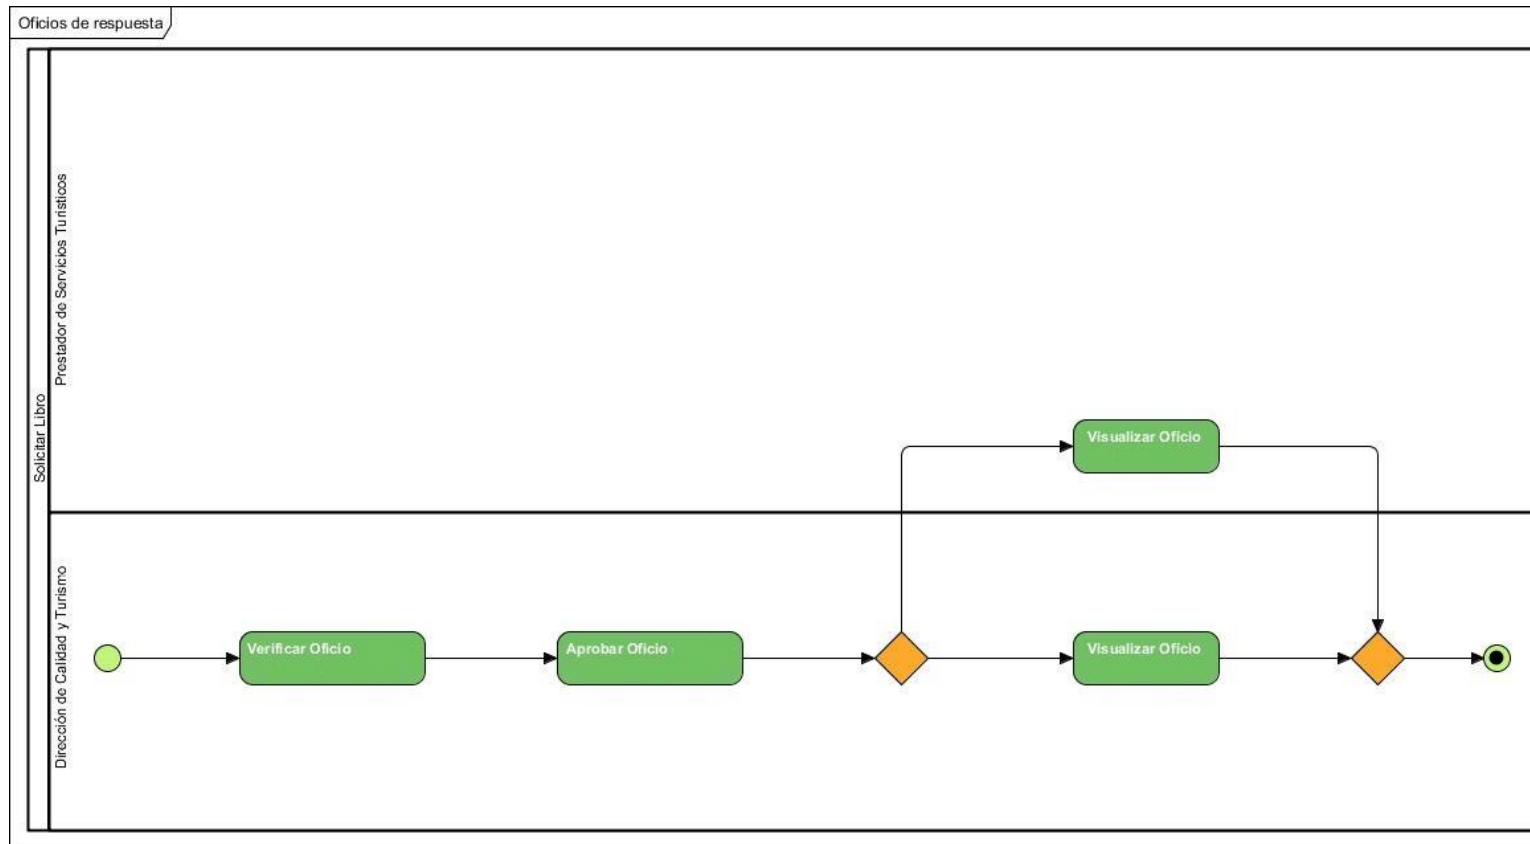 Oficios de respuesta
Solicitar Libro
Prestador de Servicios Turisticos
Visualizar Oficio
Dirección de Calidad y Turismo
Verificar Oficio
Aprobar Oficio
Visualizar Oficio